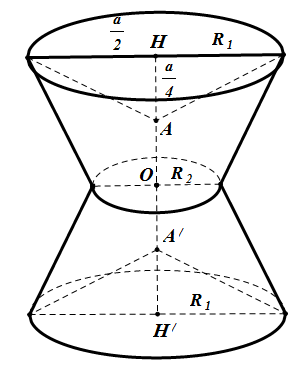 a/2 H R₁
a/4
A
O R₂
A′
R₁
H′